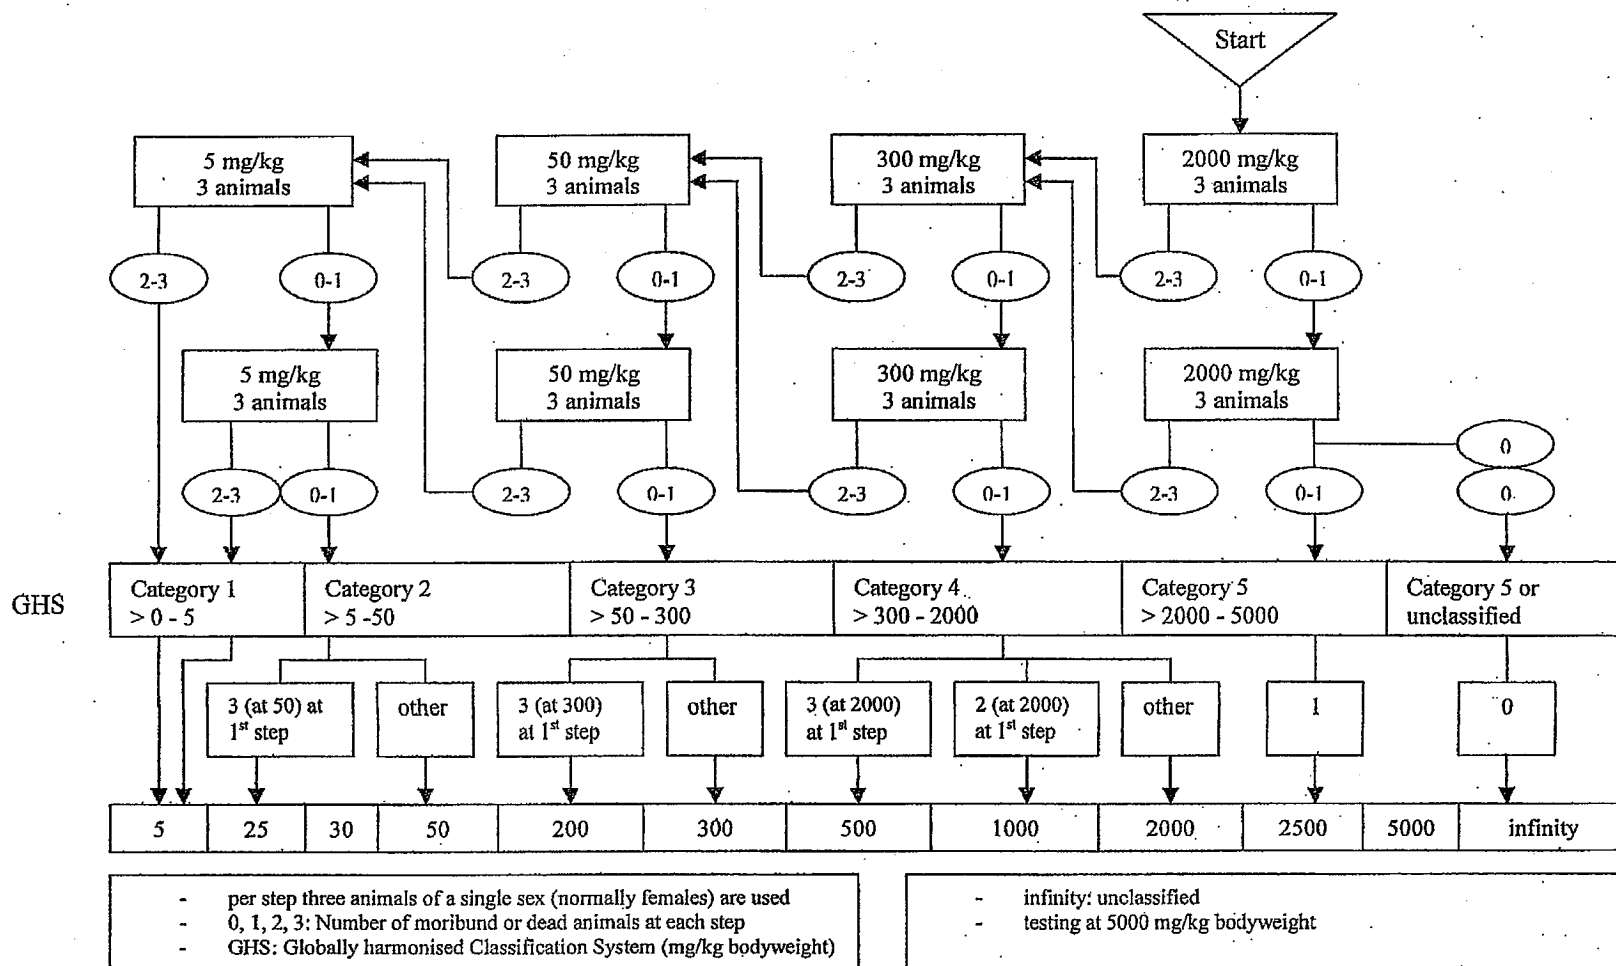 Start
5 mg/kg
3 animals
50 mg/kg
3 animals
300 mg/kg
3 animals
2000 mg/kg
3 animals
2-3
0-1
2-3
0-1
2-3
0-1
2-3
0-1
5 mg/kg
3 animals
50 mg/kg
3 animals
300 mg/kg
3 animals
2000 mg/kg
3 animals
0
2-3
0-1
2-3
0-1
2-3
0-1
2-3
0-1
0
GHS
Category 1
> 0 - 5
Category 2
> 5 -50
Category 3
> 50 - 300
Category 4
> 300 - 2000
Category 5
> 2000 - 5000
Category 5 or
unclassified
3 (at 50) at
1st step
other
3 (at 300)
at 1st step
other
3 (at 2000)
at 1st step
2 (at 2000)
at 1st step
other
1
0
5
25
30
50
200
300
500
1000
2000
2500
5000
infinity
- per step three animals of a single sex (normally females) are used
- 0, 1, 2, 3: Number of moribund or dead animals at each step
- GHS: Globally harmonised Classification System (mg/kg bodyweight)
- infinity: unclassified
- testing at 5000 mg/kg bodyweight